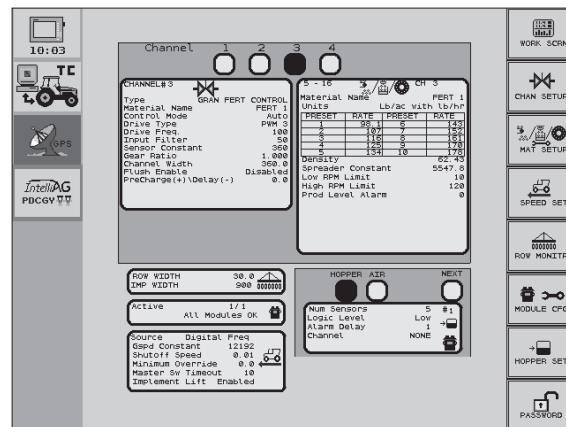 10:03
TC
GPS
IntelliAG
PDCGY
Channel 1 2 3 4
CHANNEL# 3
Type GRAN FERT CONTROL
Material Name FERT 1
Control Mode Auto
Drive Type PWM 3
Drive Freq. 100
Input Filter 50
Sensor Constant 360
Gear Ratio 1.000
Channel Width 360.0
Flush Enable Disabled
PreCharge(+)\Delay(-) 0.0
5 - 16 CH 3
Material Name FERT 1
Units Lb/ac with lb/hr
PRESET RATE PRESET RATE
1 98.1 6 143
2 107 7 152
3 116 8 161
4 125 9 170
5 134 10 178
Density 62.43
Spreader Constant 5547.8
Low RPM Limit 10
High RPM Limit 120
Prod Level Alarm 0
ROW WIDTH 30.0
IMP WIDTH 900
Active 1/1
All Modules OK
Source Digital Freq
Gspd Constant 12192
Shutoff Speed 0.01
Minimum Override 0.0
Master Sw Timeout 10
Implement Lift Enabled
HOPPER AIR NEXT
Num Sensors 5 #1
Logic Level Low
Alarm Delay 1
Channel NONE
WORK SCRN
CHAN SETUP
MAT SETUP
SPEED SET
ROW MONITR
MODULE CFG
HOPPER SET
PASSWORD